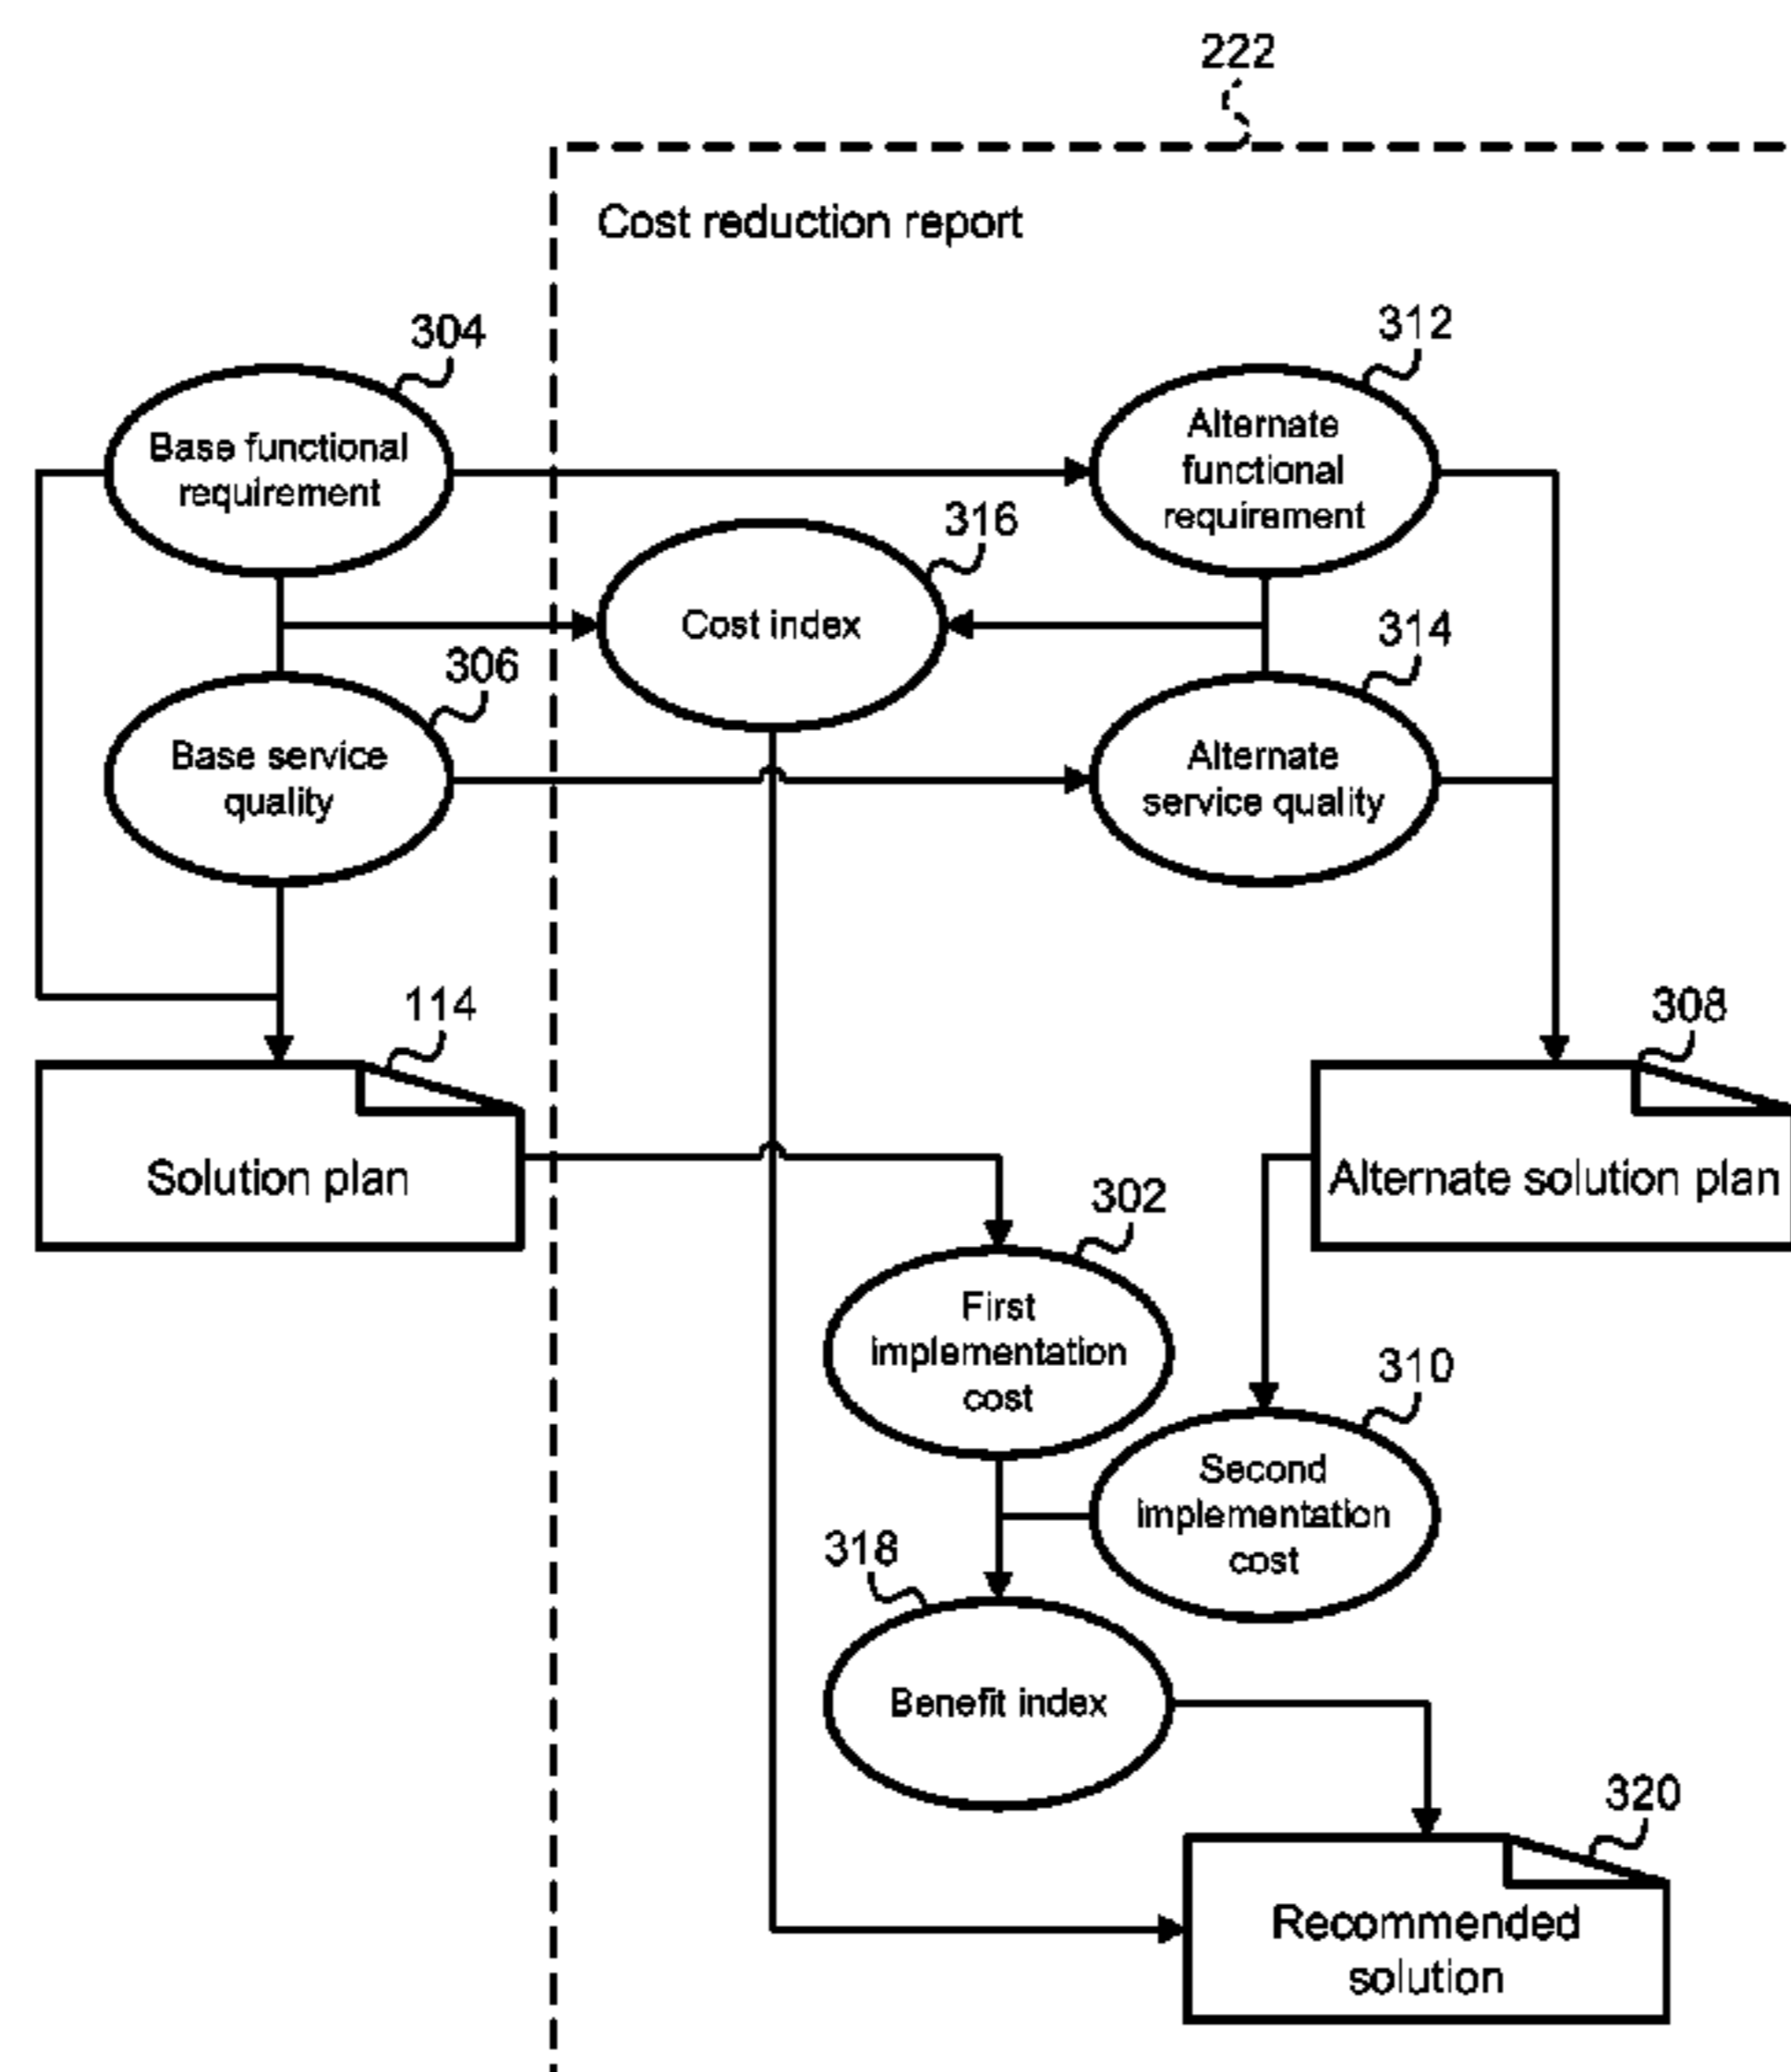 222
Cost reduction report
304
312
Base functional
requirement
Alternate
functional
requirement
316
Cost index
314
306
Base service
quality
Alternate
service quality
114
308
Solution plan
Alternate solution plan
302
First
implementation
cost
310
Second
implementation
cost
318
Benefit index
320
Recommended
solution